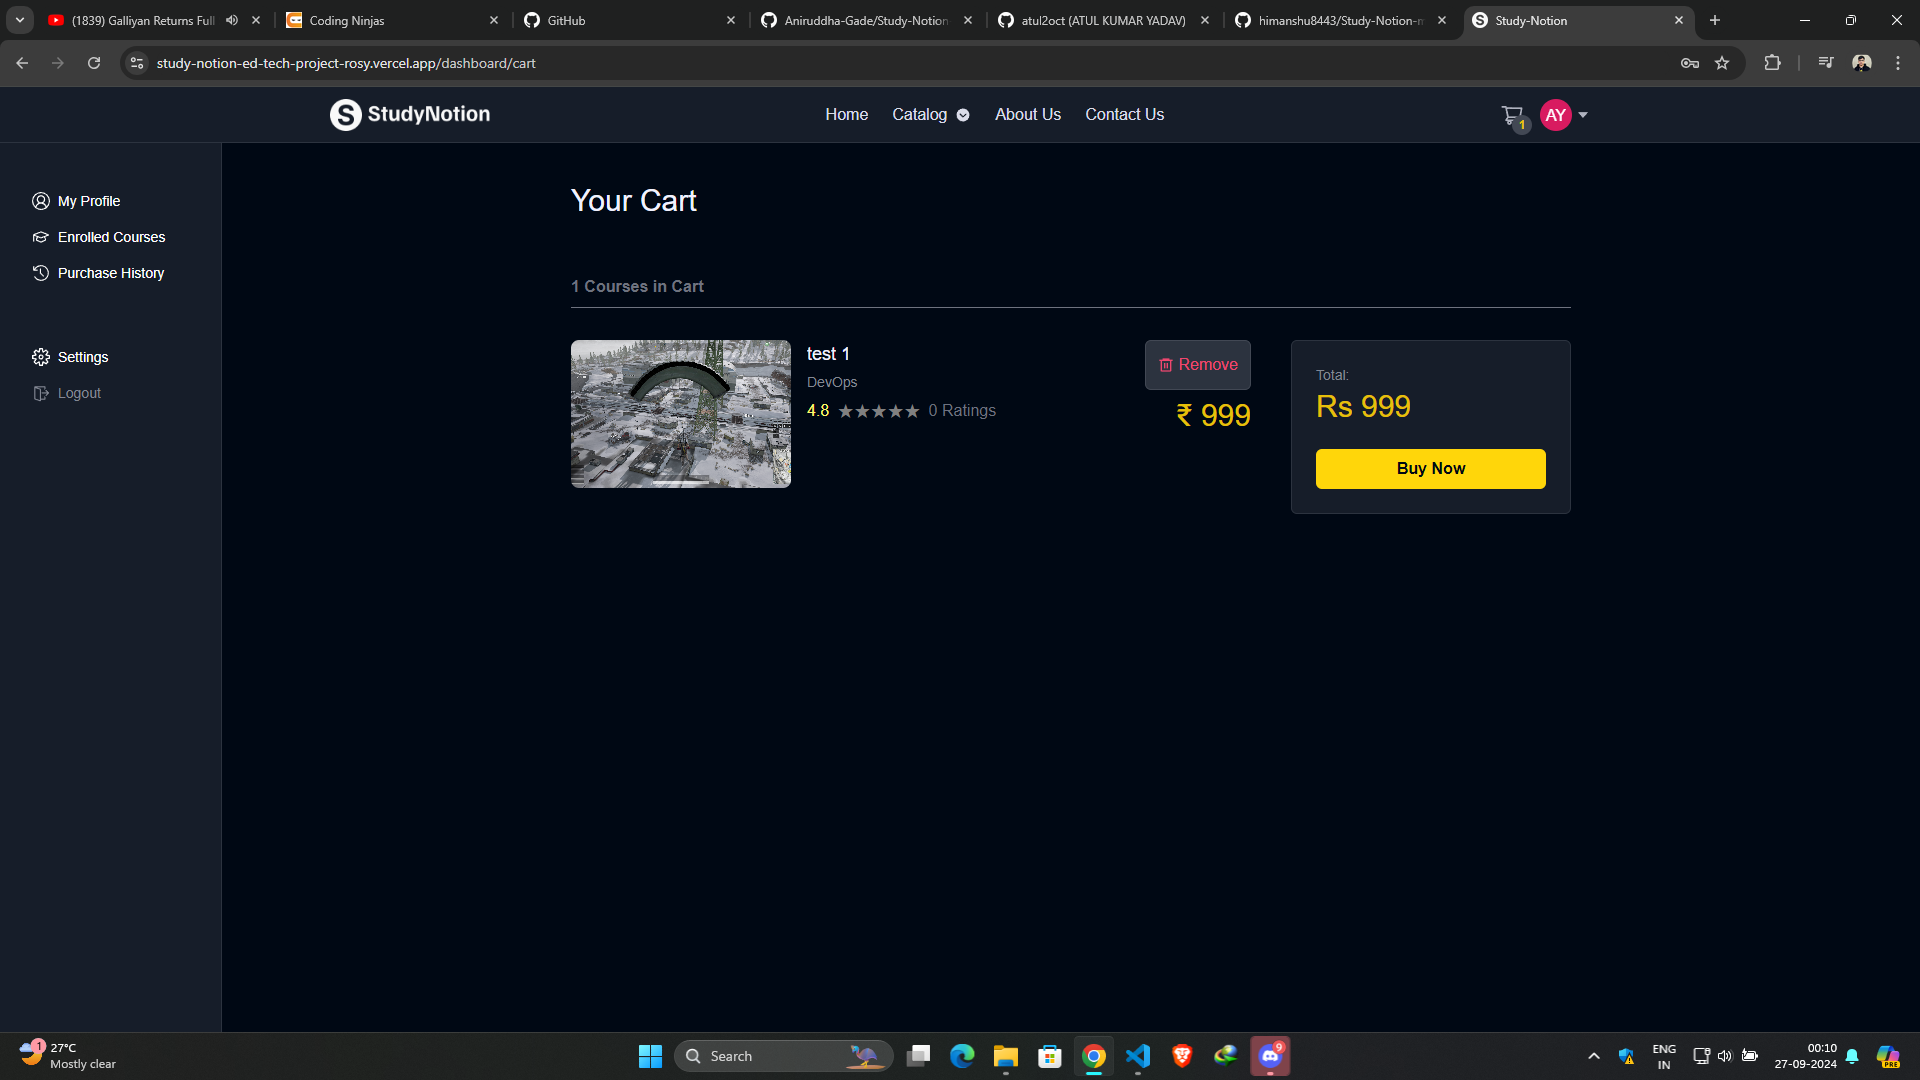 (1839) Galliyan Returns Full
Coding Ninjas
GitHub
Aniruddha-Gade/Study-Notion
atul2oct (ATUL KUMAR YADAV)
himanshu8443/Study-Notion-m
Study-Notion
study-notion-ed-tech-project-rosy.vercel.app/dashboard/cart
S StudyNotion
Home
Catalog
About Us
Contact Us
1
AY
My Profile
Enrolled Courses
Purchase History
Settings
Logout
Your Cart
1 Courses in Cart
test 1
DevOps
4.8 ★★★★★ 0 Ratings
Remove
₹ 999
Total:
Rs 999
Buy Now
1
27°C
Mostly clear
Search
9
ENG
IN
00:10
27-09-2024
PRE